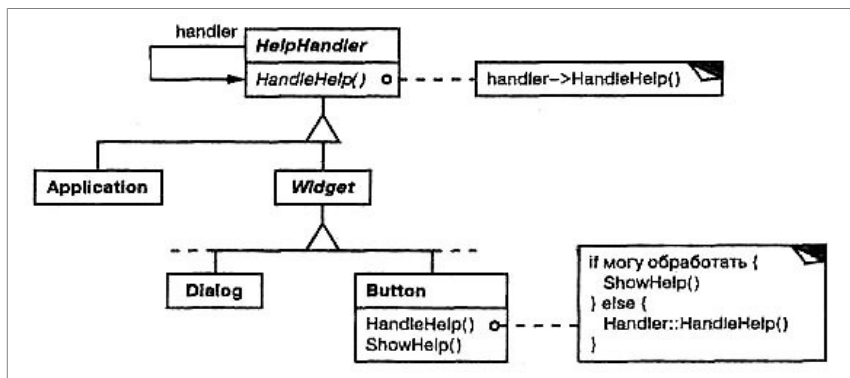 handler
HelpHandler
HandleHelp()
handler->HandleHelp()
Application
Widget
Dialog
Button
HandleHelp()
ShowHelp()
if могу обработать {
ShowHelp()
} else {
Handler::HandleHelp()
}